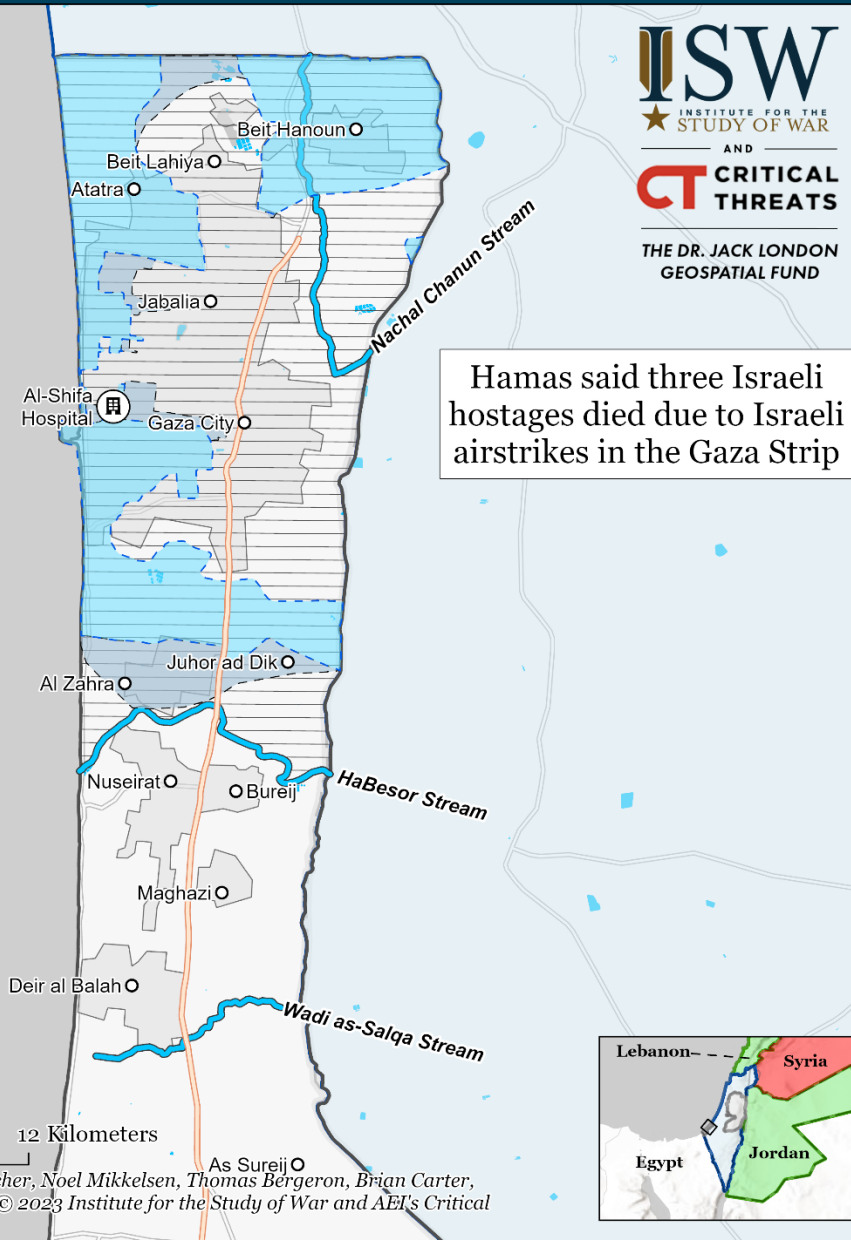 ISW
INSTITUTE FOR THE
STUDY OF WAR
AND
CT CRITICAL
THREATS
THE DR. JACK LONDON
GEOSPATIAL FUND
Beit Hanoun
Beit Lahiya
Atatra
Nachal Chanun Stream
Jabalia
Hamas said three Israeli
hostages died due to Israeli
airstrikes in the Gaza Strip
Al-Shifa
Hospital
Gaza City
Juhor ad Dik
Al Zahra
Nuseirat
Bureij
HaBesor Stream
Maghazi
Deir al Balah
Wadi as-Salqa Stream
Lebanon
Syria
Jordan
Egypt
12 Kilometers
As Sureij
cher, Noel Mikkelsen, Thomas Bergeron, Brian Carter,
© 2023 Institute for the Study of War and AEI's Critical